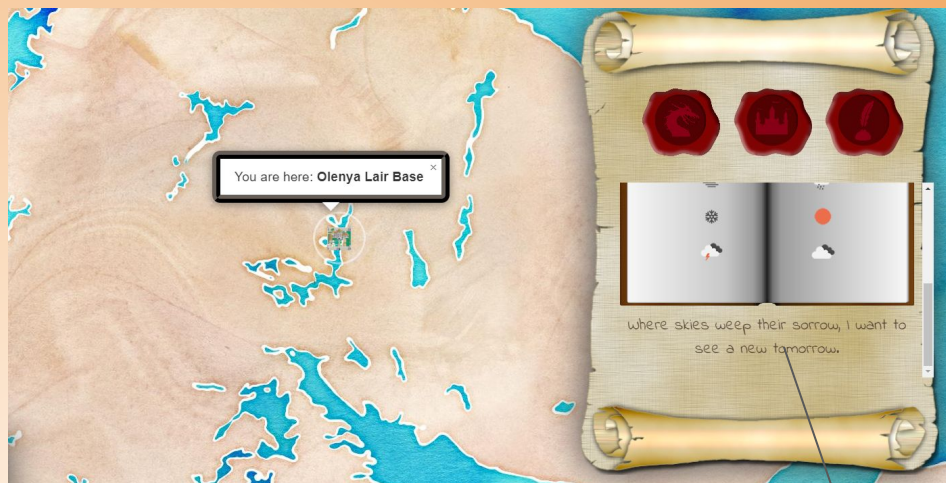 You are here: Olenya Lair Base
×
Where skies weep their sorrow, I want to
see a new tomorrow.